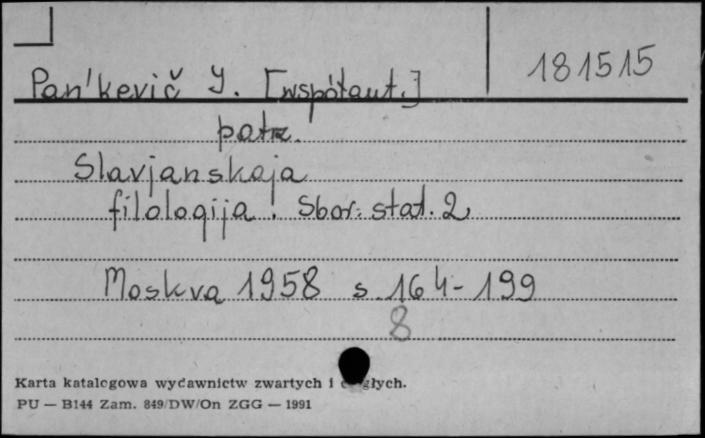 181515
Pan'kevič J. [współaut.]
patrz
Slavjanskaja
filologija. Sbor. stat. 2
Moskva 1958 s. 164-199
8
Karta katalogowa wydawnictw zwartych i
PU — B144 Zam. 849/DW/On ZGG — 1991